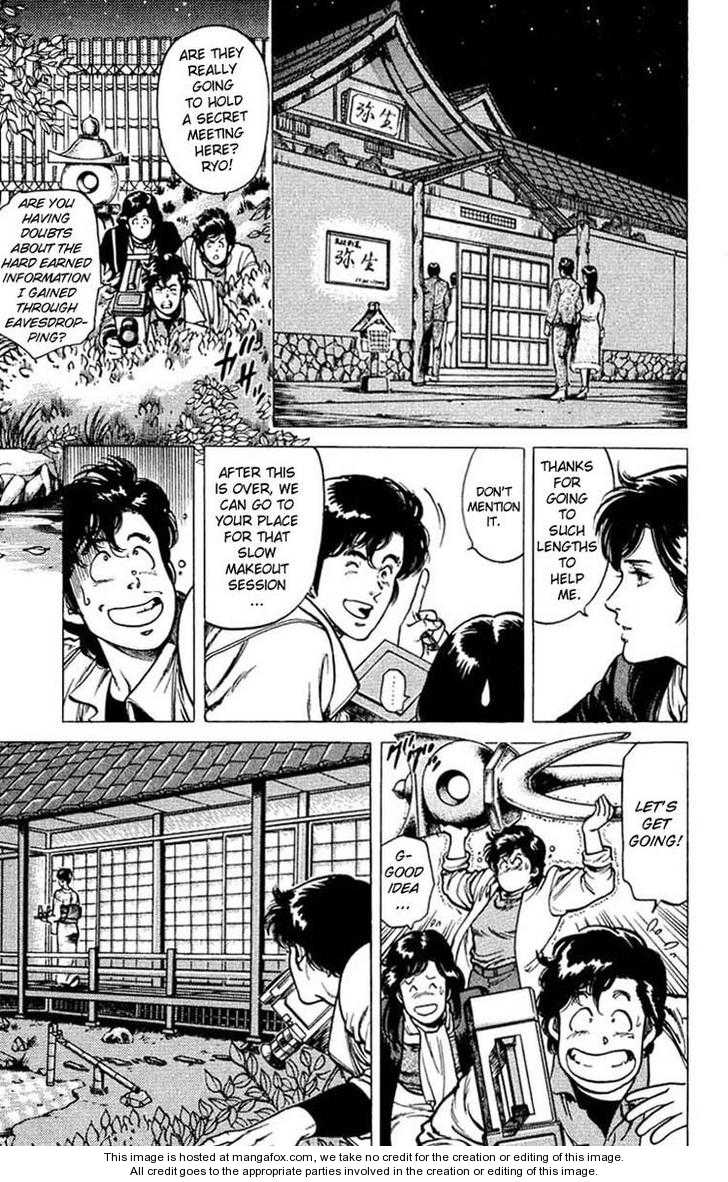 弥生
弥生
ARE THEY
REALLY
GOING
TO HOLD
A SECRET
MEETING
HERE?
RYO!
ARE YOU
HAVING
DOUBTS
ABOUT THE
HARD EARNED
INFORMATION
I GAINED
THROUGH
EAVESDROP-
PING?
THANKS
FOR
GOING
TO
SUCH
LENGTHS
TO
HELP
ME.
DON'T
MENTION
IT.
AFTER THIS
IS OVER, WE
CAN GO TO
YOUR PLACE
FOR THAT
SLOW
MAKEOUT
SESSION
...
LET'S
GET
GOING!
G-
GOOD
IDEA
...
This image is hosted at mangafox.com, we take no credit for the creation or editing of this image.
All credit goes to the appropriate parties involved in the creation or editing of this image.